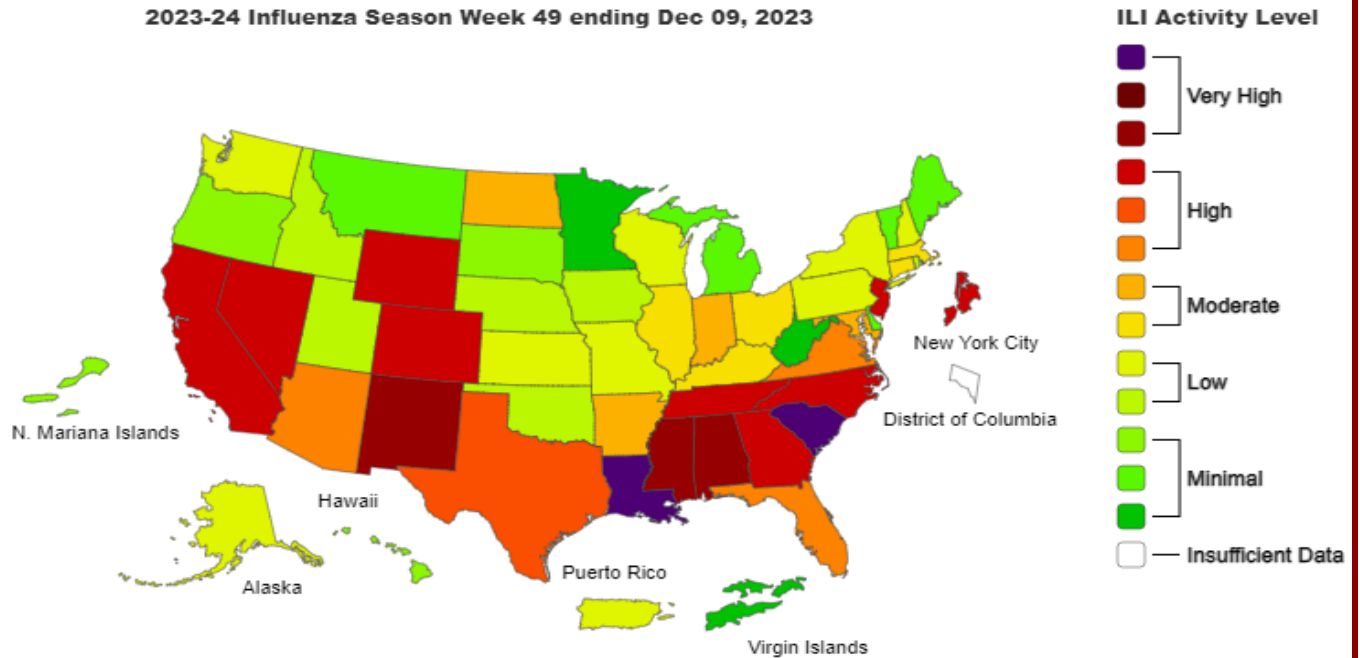 2023-24 Influenza Season Week 49 ending Dec 09, 2023
ILI Activity Level
Very High
High
Moderate
Low
Minimal
Insufficient Data
New York City
District of Columbia
N. Mariana Islands
Hawaii
Alaska
Puerto Rico
Virgin Islands